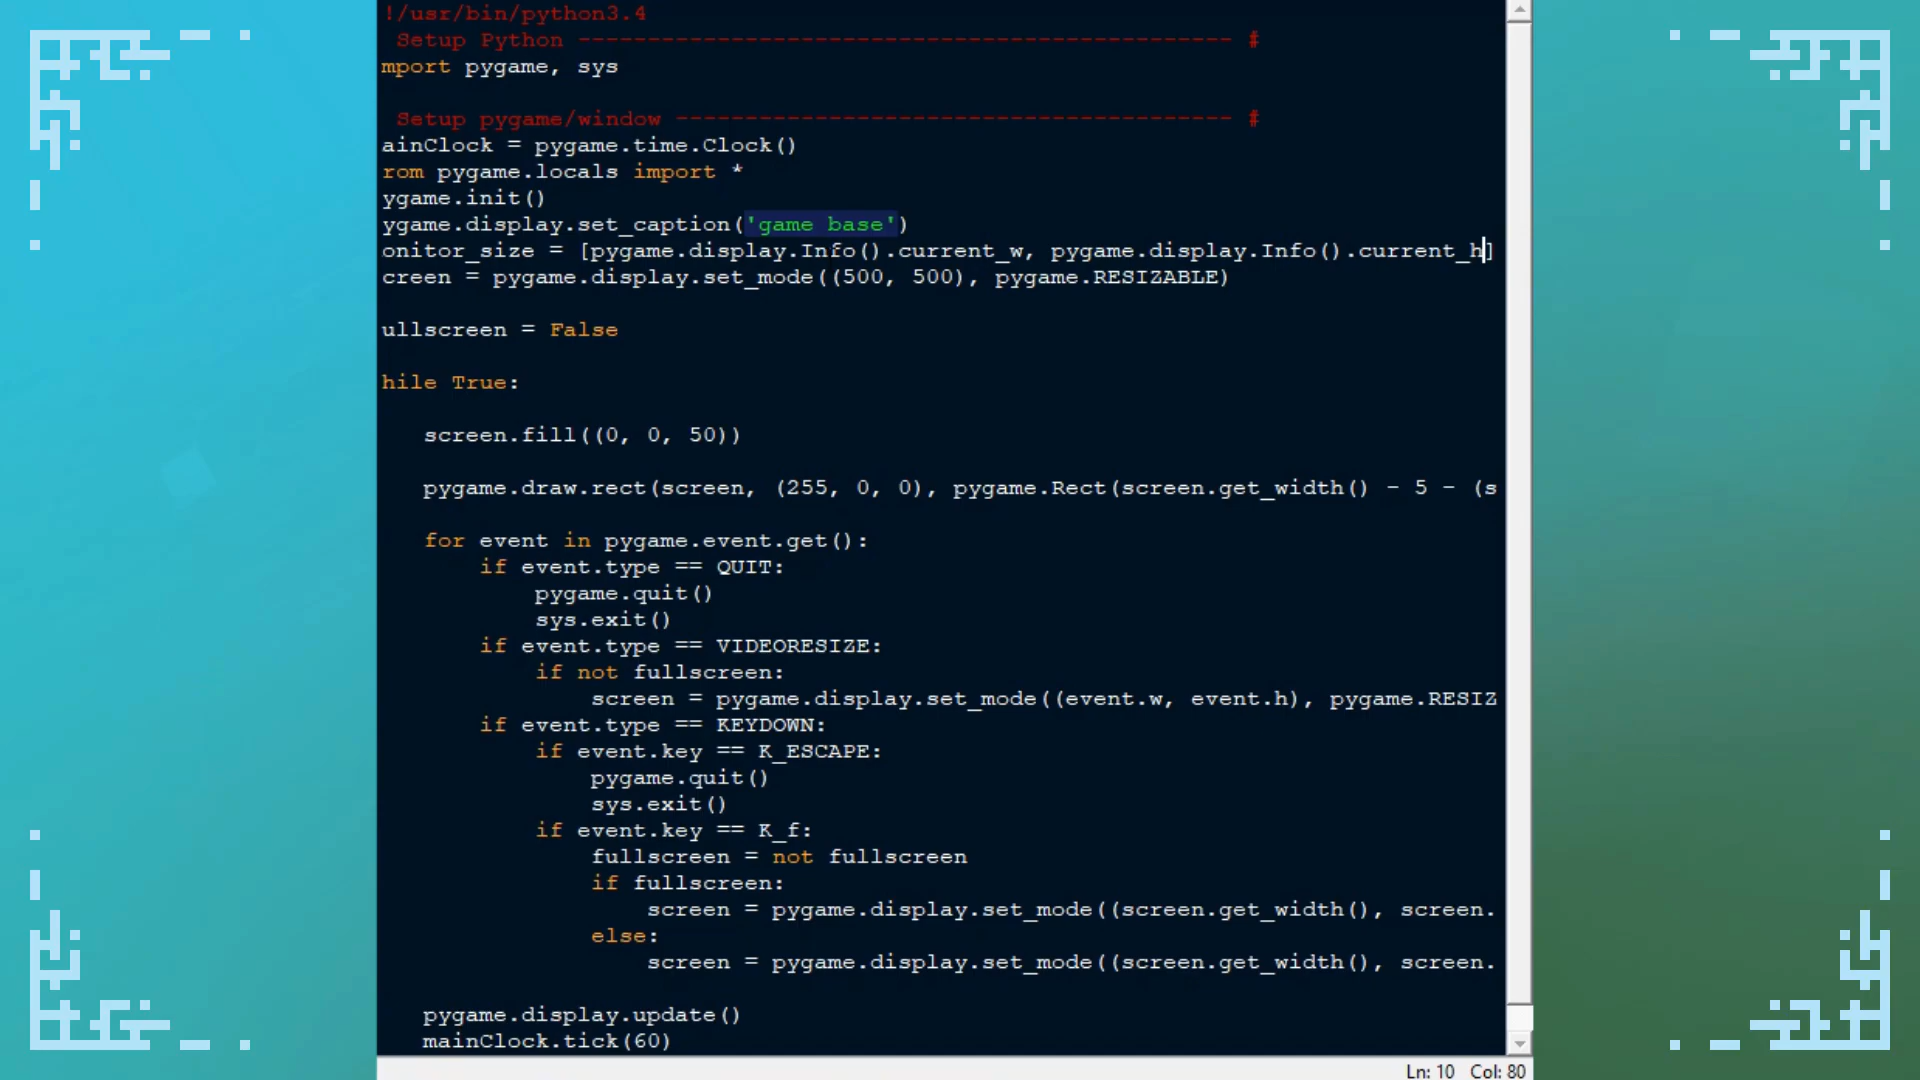 !/usr/bin/python3.4
Setup Python ----------------------------------------------- #
mport pygame, sys
Setup pygame/window ---------------------------------------- #
ainClock = pygame.time.Clock()
rom pygame.locals import *
ygame.init()
ygame.display.set_caption('game base')
onitor_size = [pygame.display.Info().current_w, pygame.display.Info().current_h]
creen = pygame.display.set_mode((500, 500), pygame.RESIZABLE)
ullscreen = False
hile True:
screen.fill((0, 0, 50))
pygame.draw.rect(screen, (255, 0, 0), pygame.Rect(screen.get_width() - 5 - (s
for event in pygame.event.get():
if event.type == QUIT:
pygame.quit()
sys.exit()
if event.type == VIDEORESIZE:
if not fullscreen:
screen = pygame.display.set_mode((event.w, event.h), pygame.RESIZ
if event.type == KEYDOWN:
if event.key == K_ESCAPE:
pygame.quit()
sys.exit()
if event.key == K_f:
fullscreen = not fullscreen
if fullscreen:
screen = pygame.display.set_mode((screen.get_width(), screen.
else:
screen = pygame.display.set_mode((screen.get_width(), screen.
pygame.display.update()
mainClock.tick(60)
Ln: 10 Col: 80